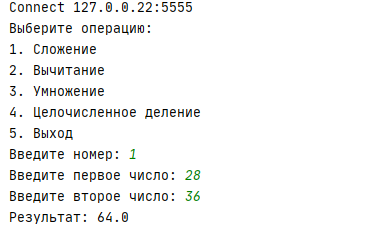 Connect 127.0.0.22:5555
Выберите операцию:
1. Сложение
2. Вычитание
3. Умножение
4. Целочисленное деление
5. Выход
Введите номер: 1
Введите первое число: 28
Введите второе число: 36
Результат: 64.0